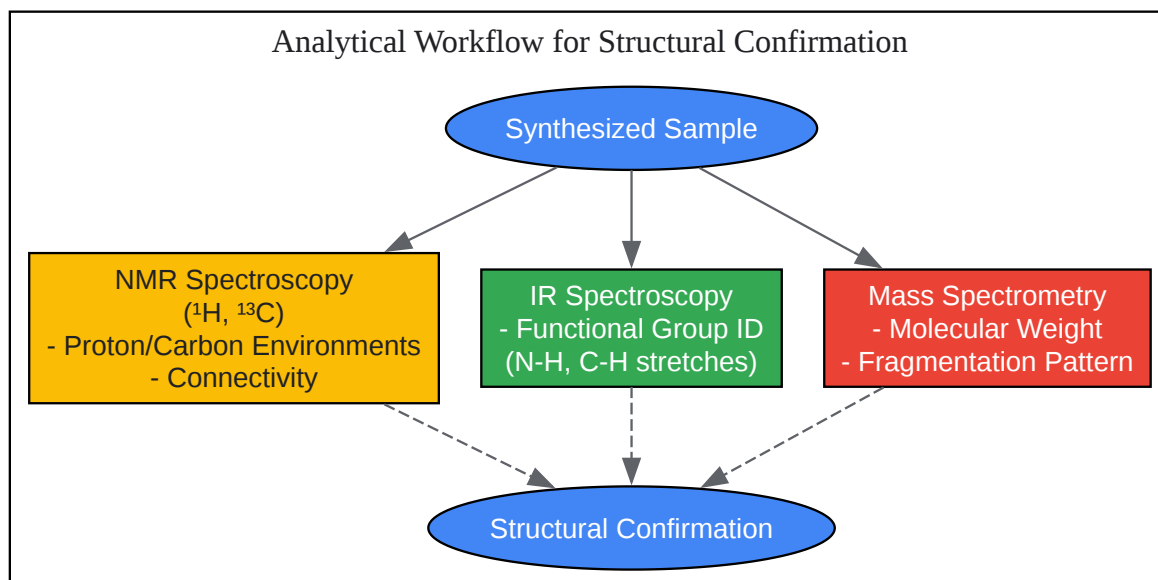 Analytical Workflow for Structural Confirmation
Synthesized Sample
NMR Spectroscopy
(¹H, ¹³C)
- Proton/Carbon Environments
- Connectivity
IR Spectroscopy
- Functional Group ID
(N-H, C-H stretches)
Mass Spectrometry
- Molecular Weight
- Fragmentation Pattern
Structural Confirmation